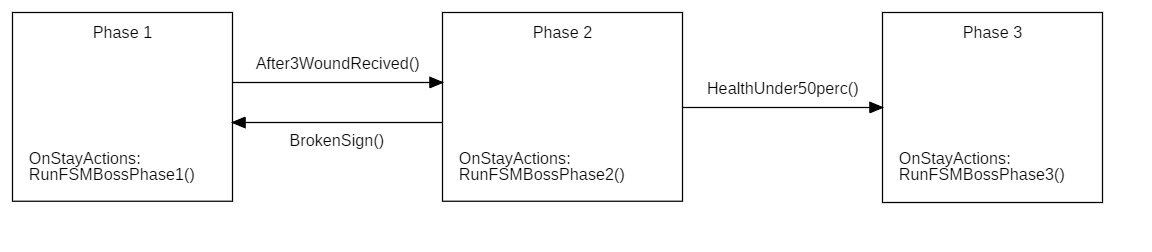 Phase 1
After3WoundRecived()
BrokenSign()
OnStayActions:
RunFSMBossPhase1()
Phase 2
HealthUnder50perc()
OnStayActions:
RunFSMBossPhase2()
Phase 3
OnStayActions:
RunFSMBossPhase3()